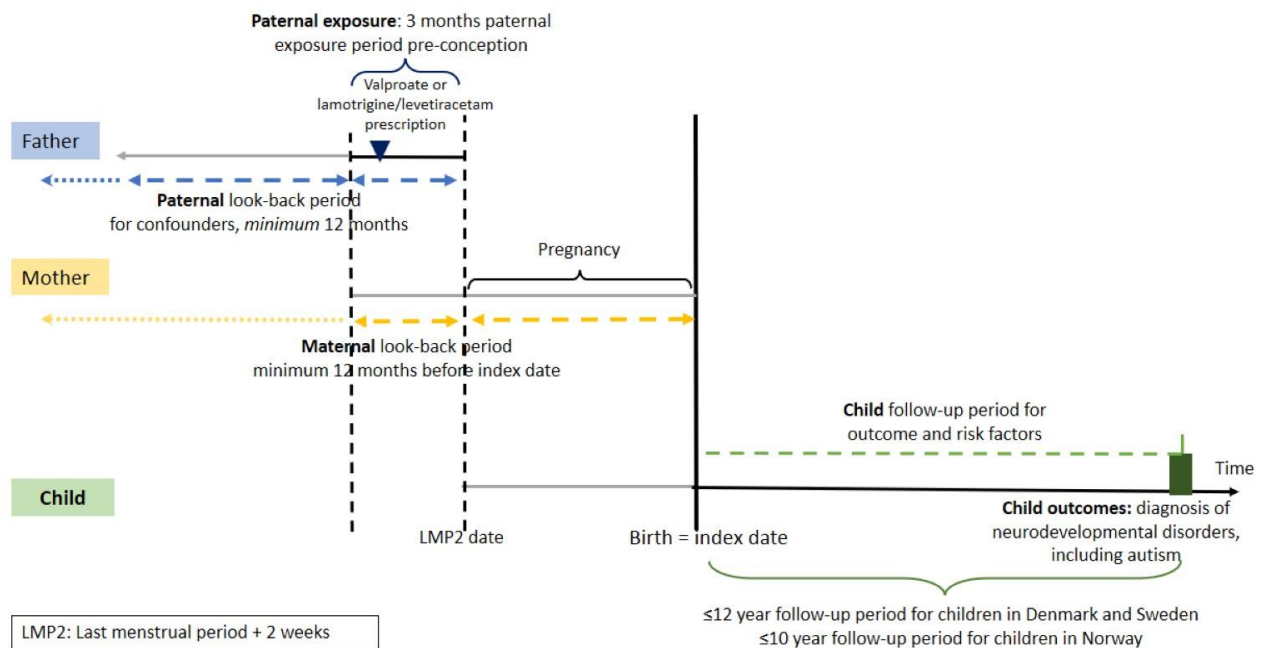 Paternal exposure: 3 months paternal
exposure period pre-conception
Valproate or
lamotrigine/levetiracetam
prescription
Father
Paternal look-back period
for confounders, minimum 12 months
Pregnancy
Mother
Maternal look-back period
minimum 12 months before index date
Child follow-up period for
outcome and risk factors
Time
Child
Child outcomes: diagnosis of
neurodevelopmental disorders,
including autism
LMP2 date
Birth = index date
≤12 year follow-up period for children in Denmark and Sweden
≤10 year follow-up period for children in Norway
LMP2: Last menstrual period + 2 weeks